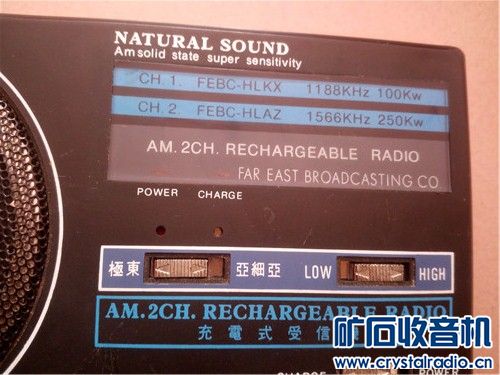 NATURAL SOUND
Am solid state super sensitivity
CH. 1. FEBC-HLKX 1188KHz 100Kw
CH. 2. FEBC-HLAZ 1566KHz 250Kw
AM. 2CH. RECHARGEABLE RADIO
FAR EAST BROADCASTING CO
POWER CHARGE
極東 亞細亞 LOW HIGH
AM.2CH. RECHARGEABLE RADIO
充電式受信
矿石收音机
www.crystalradio.cn
CHARGE POWER